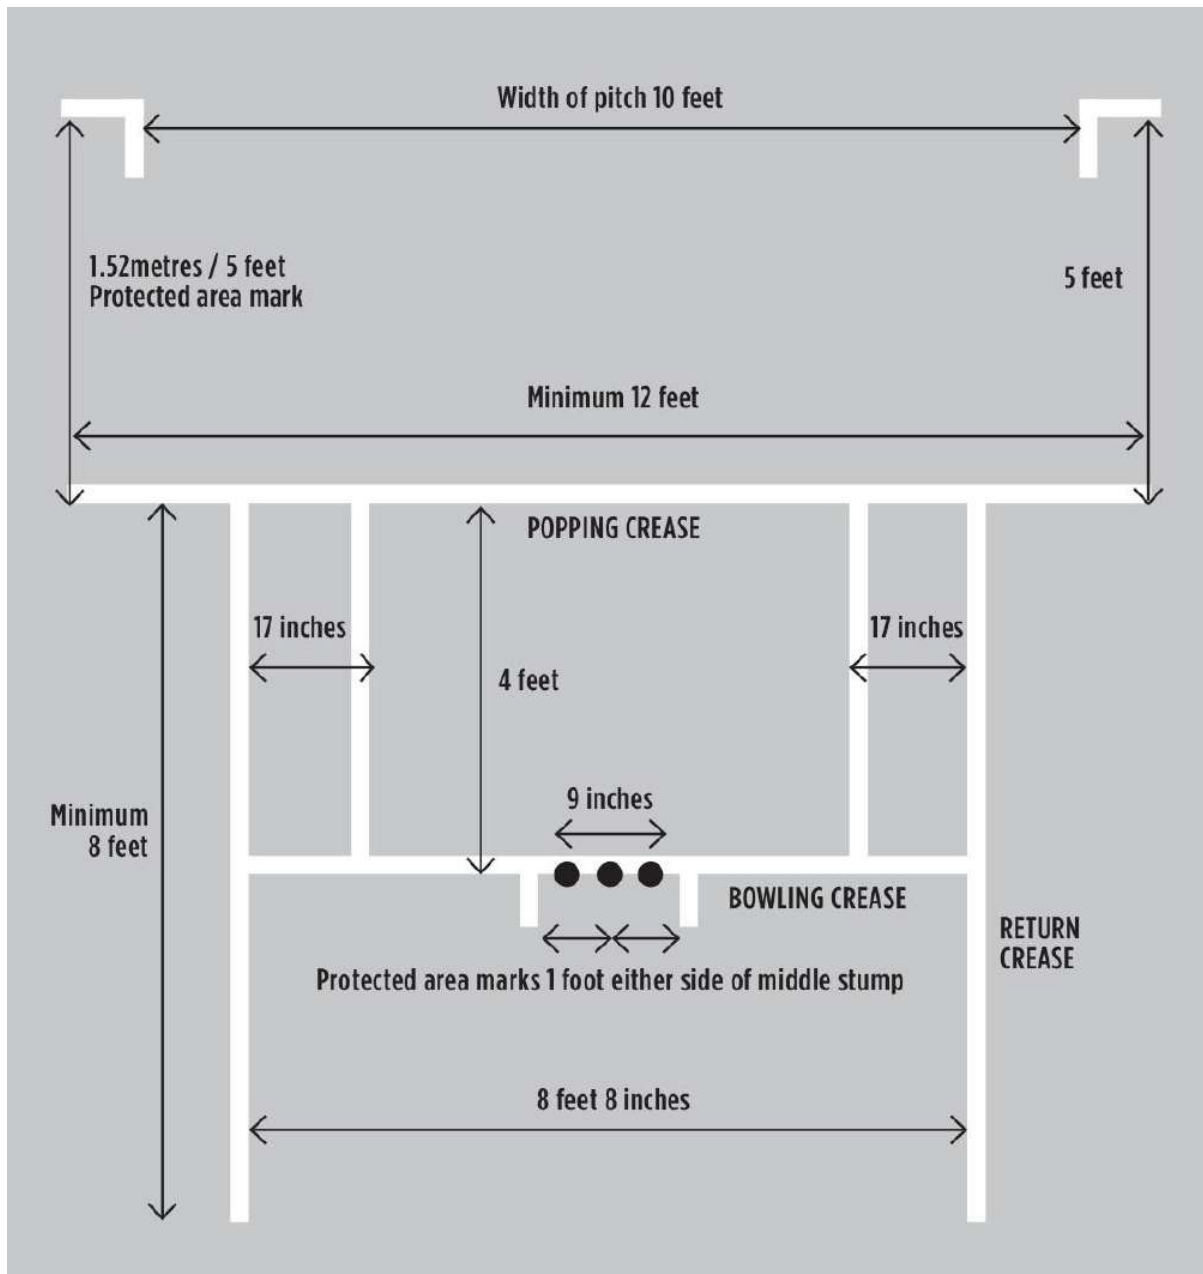 Width of pitch 10 feet
1.52metres / 5 feet
Protected area mark
5 feet
Minimum 12 feet
POPPING CREASE
17 inches
17 inches
4 feet
9 inches
Minimum
8 feet
BOWLING CREASE
RETURN
CREASE
Protected area marks 1 foot either side of middle stump
8 feet 8 inches